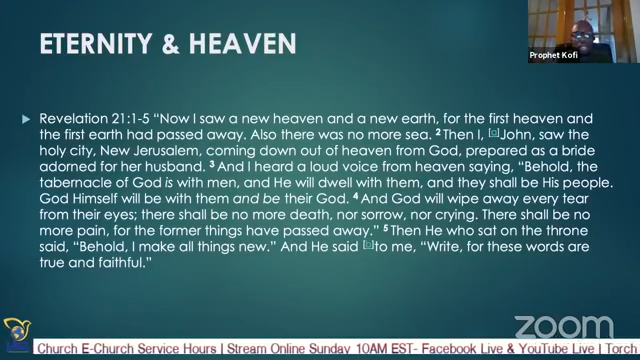 ETERNITY & HEAVEN
Prophet Kofi
Revelation 21:1-5 “Now I saw a new heaven and a new earth, for the first heaven and
the first earth had passed away. Also there was no more sea. 2 Then I, [a]John, saw the
holy city, New Jerusalem, coming down out of heaven from God, prepared as a bride
adorned for her husband. 3 And I heard a loud voice from heaven saying, “Behold, the
tabernacle of God is with men, and He will dwell with them, and they shall be His people.
God Himself will be with them and be their God. 4 And God will wipe away every tear
from their eyes; there shall be no more death, nor sorrow, nor crying. There shall be no
more pain, for the former things have passed away.” 5 Then He who sat on the throne
said, “Behold, I make all things new.” And He said to me, “Write, for these words are
true and faithful.”
zoom
Church E-Church Service Hours | Stream Online Sunday 10AM EST- Facebook Live & YouTube Live | Torch